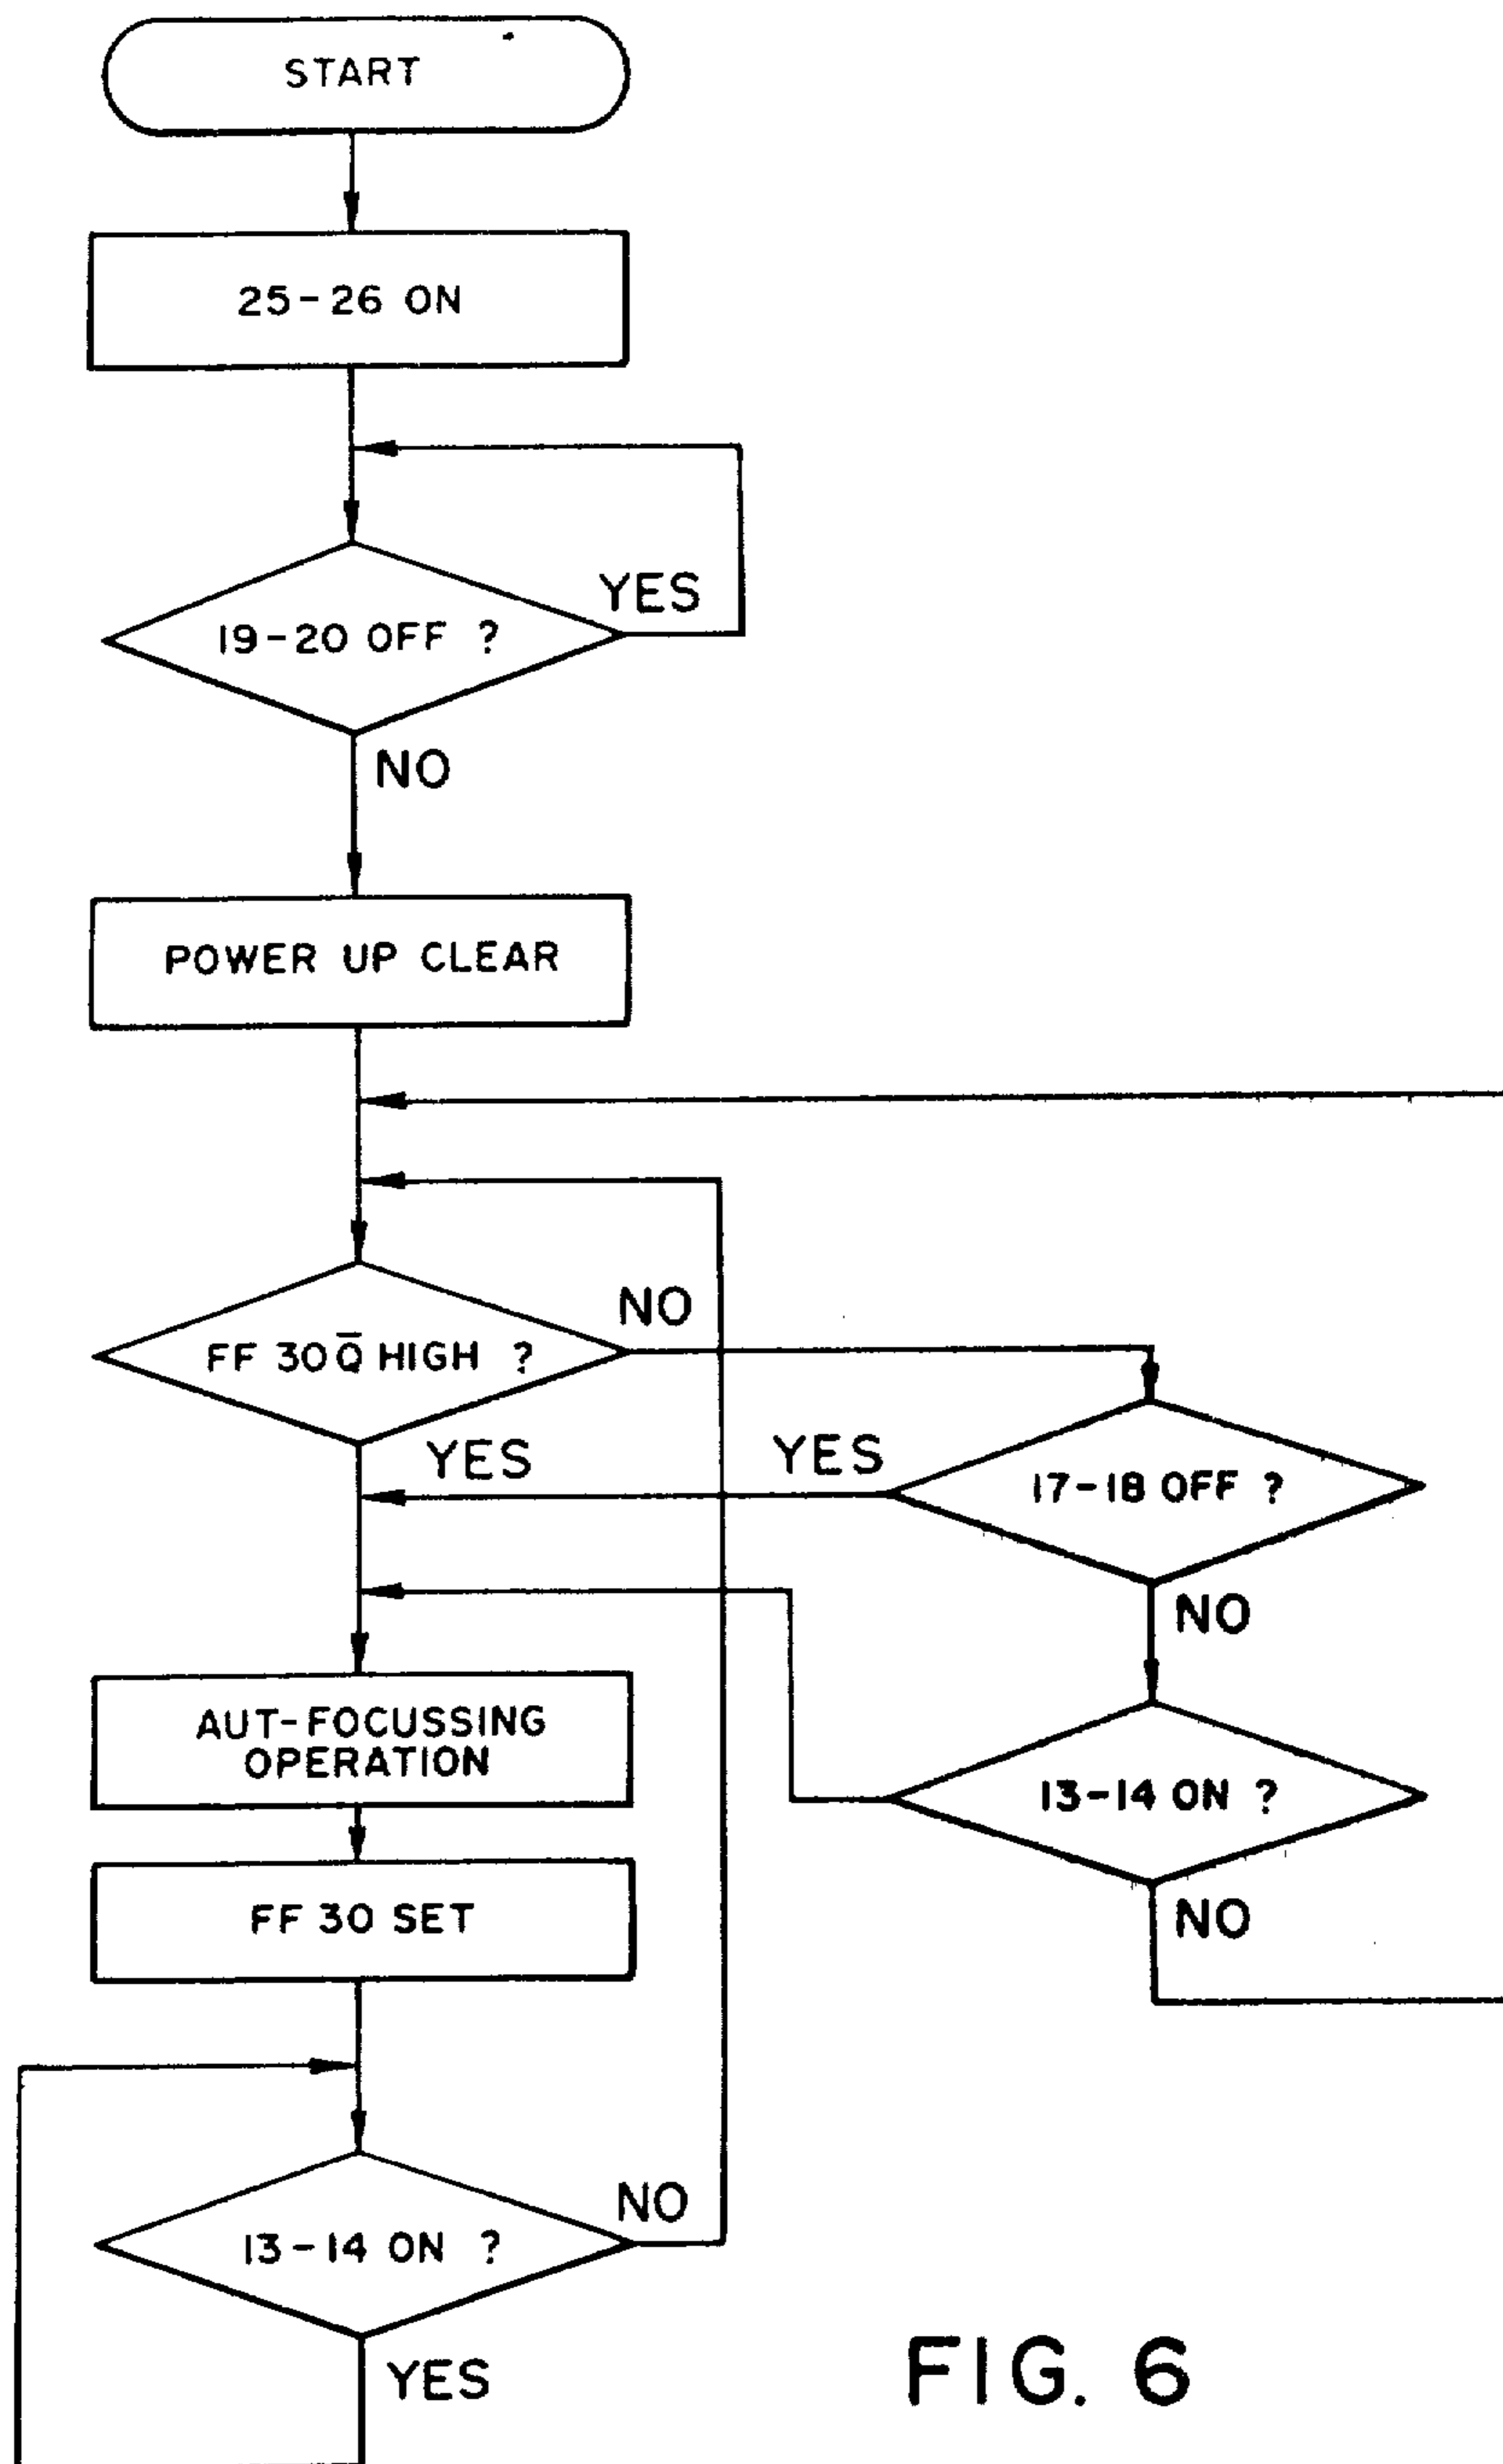 START
25-26 ON
19-20 OFF ?
YES
NO
POWER UP CLEAR
FF 30 Q̅ HIGH ?
NO
YES
YES
17-18 OFF ?
NO
AUT-FOCUSSING
OPERATION
13-14 ON ?
NO
FF 30 SET
13-14 ON ?
NO
YES
FIG. 6